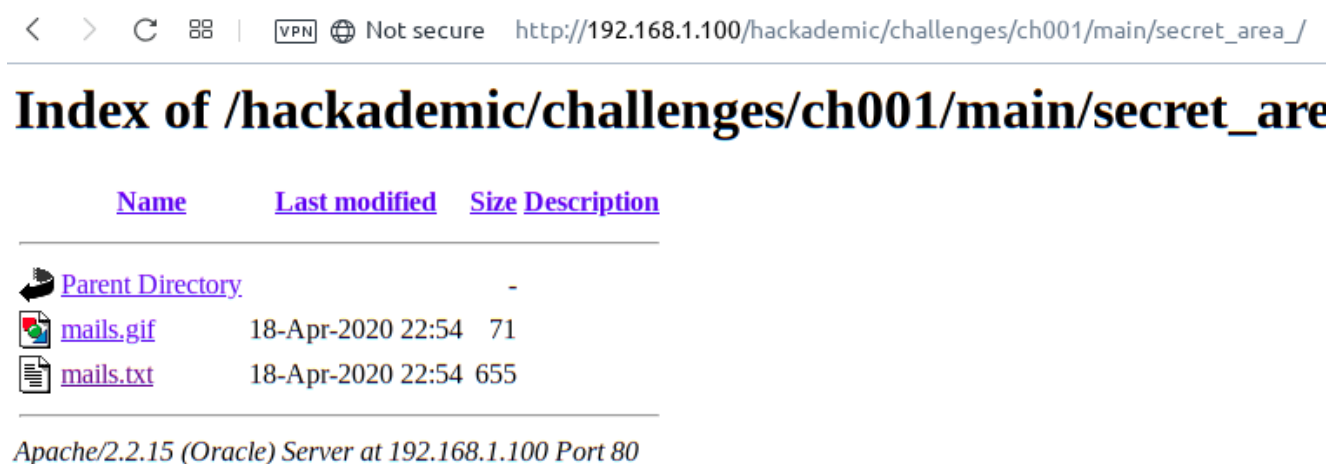 VPN Not secure http://192.168.1.100/hackademic/challenges/ch001/main/secret_area_/
Index of /hackademic/challenges/ch001/main/secret_are
Name Last modified Size Description
Parent Directory -
mails.gif 18-Apr-2020 22:54 71
mails.txt 18-Apr-2020 22:54 655
Apache/2.2.15 (Oracle) Server at 192.168.1.100 Port 80